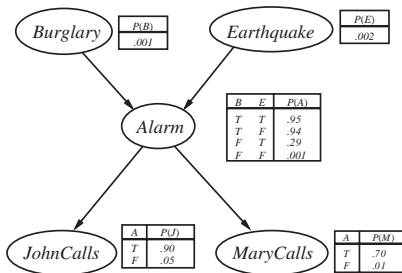 Burglary
P(B)
.001
Earthquake
P(E)
.002
Alarm
B E P(A)
T T .95
T F .94
F T .29
F F .001
JohnCalls
A P(J)
T .90
F .05
MaryCalls
A P(M)
T .70
F .01